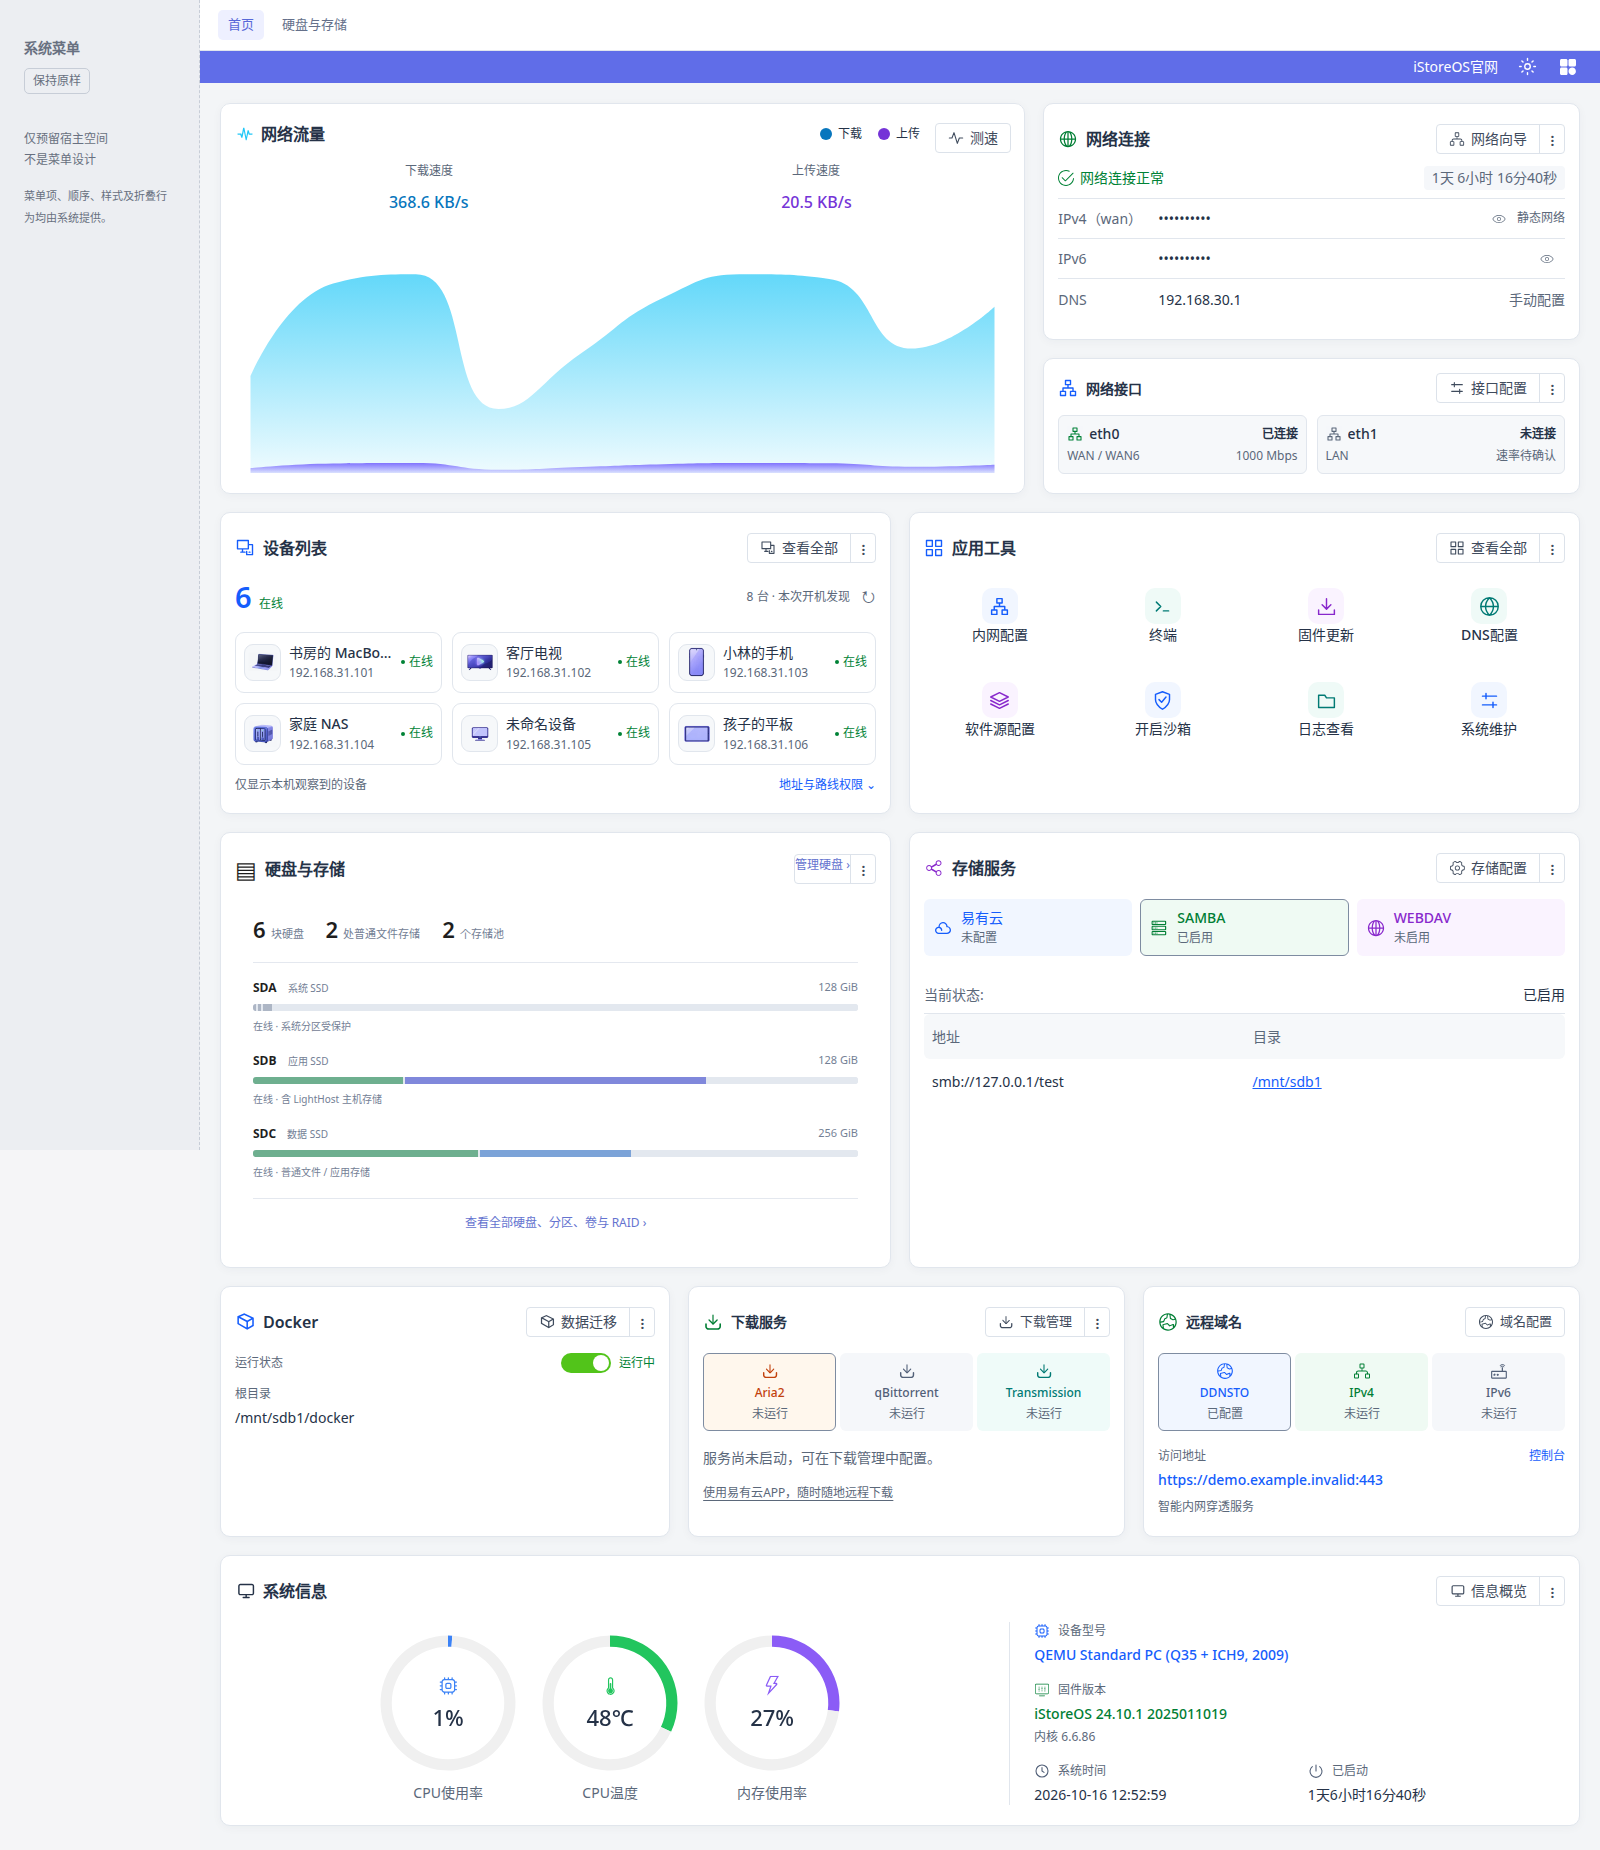 系统菜单
保持原样
仅预留宿主空间
不是菜单设计
菜单项、顺序、样式及折叠行
为均由系统提供。
首页 硬盘与存储
iStoreOS官网
网络流量
下载 上传 测速
下载速度 上传速度
368.6 KB/s 20.5 KB/s
网络连接 网络向导
网络连接正常 1天 6小时 16分40秒
IPv4（wan） •••••••••• 静态网络
IPv6 ••••••••••
DNS 192.168.30.1 手动配置
网络接口 接口配置
eth0 已连接
WAN / WAN6 1000 Mbps
eth1 未连接
LAN 速率待确认
设备列表 查看全部
6 在线 8 台 · 本次开机发现
书房的 MacBo... 在线
192.168.31.101
客厅电视 在线
192.168.31.102
小林的手机 在线
192.168.31.103
家庭 NAS 在线
192.168.31.104
未命名设备 在线
192.168.31.105
孩子的平板 在线
192.168.31.106
仅显示本机观察到的设备 地址与路线权限
应用工具 查看全部
内网配置 终端 固件更新 DNS配置
软件源配置 开启沙箱 日志查看 系统维护
硬盘与存储 管理硬盘 ›
6 块硬盘 2 处普通文件存储 2 个存储池
SDA 系统 SSD 128 GiB
在线 · 系统分区受保护
SDB 应用 SSD 128 GiB
在线 · 含 LightHost 主机存储
SDC 数据 SSD 256 GiB
在线 · 普通文件 / 应用存储
查看全部硬盘、分区、卷与 RAID ›
存储服务 存储配置
易有云
未配置
SAMBA
已启用
WEBDAV
未启用
当前状态: 已启用
地址 目录
smb://127.0.0.1/test /mnt/sdb1
Docker 数据迁移
运行状态 运行中
根目录
/mnt/sdb1/docker
下载服务 下载管理
Aria2 qBittorrent Transmission
未运行 未运行 未运行
服务尚未启动，可在下载管理中配置。
使用易有云APP，随时随地远程下载
远程域名 域名配置
DDNSTO IPv4 IPv6
已配置 未运行 未运行
访问地址 控制台
https://demo.example.invalid:443
智能内网穿透服务
系统信息 信息概览
1% 48℃ 27%
CPU使用率 CPU温度 内存使用率
设备型号
QEMU Standard PC (Q35 + ICH9, 2009)
固件版本
iStoreOS 24.10.1 2025011019
内核 6.6.86
系统时间 已启动
2026-10-16 12:52:59 1天6小时16分40秒